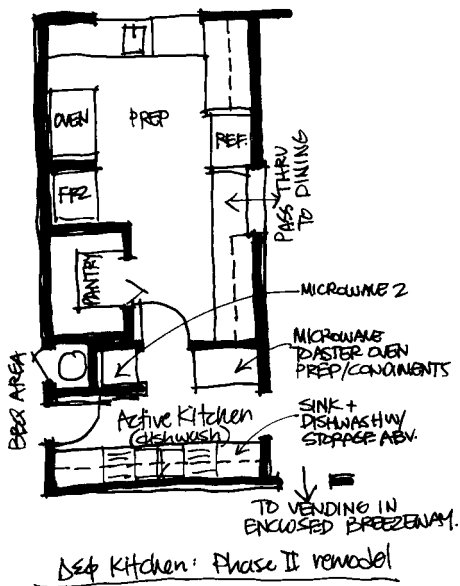 OVEN
PREP
REF.
FRZ
PASS THRU
TO DINING
PANTRY
MICROWAVE 2
MICROWAVE
TOASTER OVEN
PREP/CONDIMENTS
BBQ AREA
Active Kitchen
(dishwash)
SINK +
DISHWASH W/
STORAGE ABV.
TO VENDING IN
ENCLOSED BREEZEWAY.
Kitchen: Phase II remodel